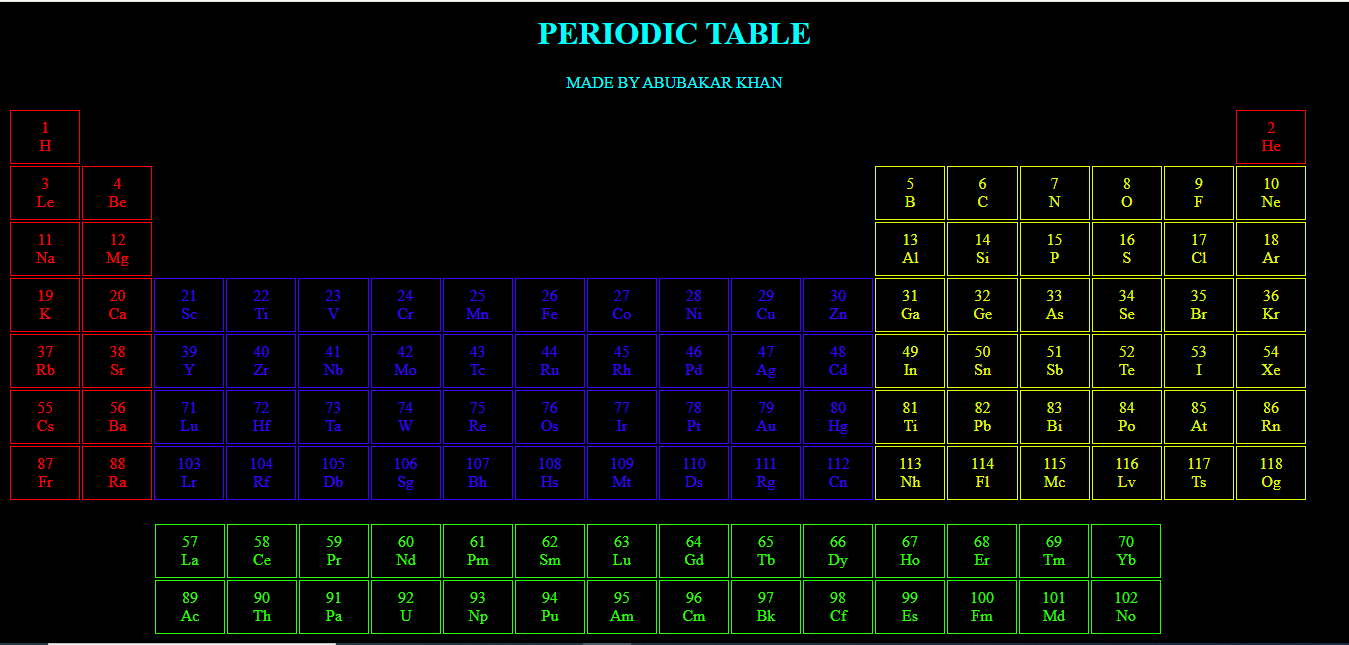 PERIODIC TABLE
MADE BY ABUBAKAR KHAN
1 2
H He
3 4 5 6 7 8 9 10
Le Be B C N O F Ne
11 12 13 14 15 16 17 18
Na Mg Al Si P S Cl Ar
19 20 21 22 23 24 25 26 27 28 29 30 31 32 33 34 35 36
K Ca Sc Ti V Cr Mn Fe Co Ni Cu Zn Ga Ge As Se Br Kr
37 38 39 40 41 42 43 44 45 46 47 48 49 50 51 52 53 54
Rb Sr Y Zr Nb Mo Tc Ru Rh Pd Ag Cd In Sn Sb Te I Xe
55 56 71 72 73 74 75 76 77 78 79 80 81 82 83 84 85 86
Cs Ba Lu Hf Ta W Re Os Ir Pt Au Hg Ti Pb Bi Po At Rn
87 88 103 104 105 106 107 108 109 110 111 112 113 114 115 116 117 118
Fr Ra Lr Rf Db Sg Bh Hs Mt Ds Rg Cn Nh Fl Mc Lv Ts Og
57 58 59 60 61 62 63 64 65 66 67 68 69 70
La Ce Pr Nd Pm Sm Lu Gd Tb Dy Ho Er Tm Yb
89 90 91 92 93 94 95 96 97 98 99 100 101 102
Ac Th Pa U Np Pu Am Cm Bk Cf Es Fm Md No